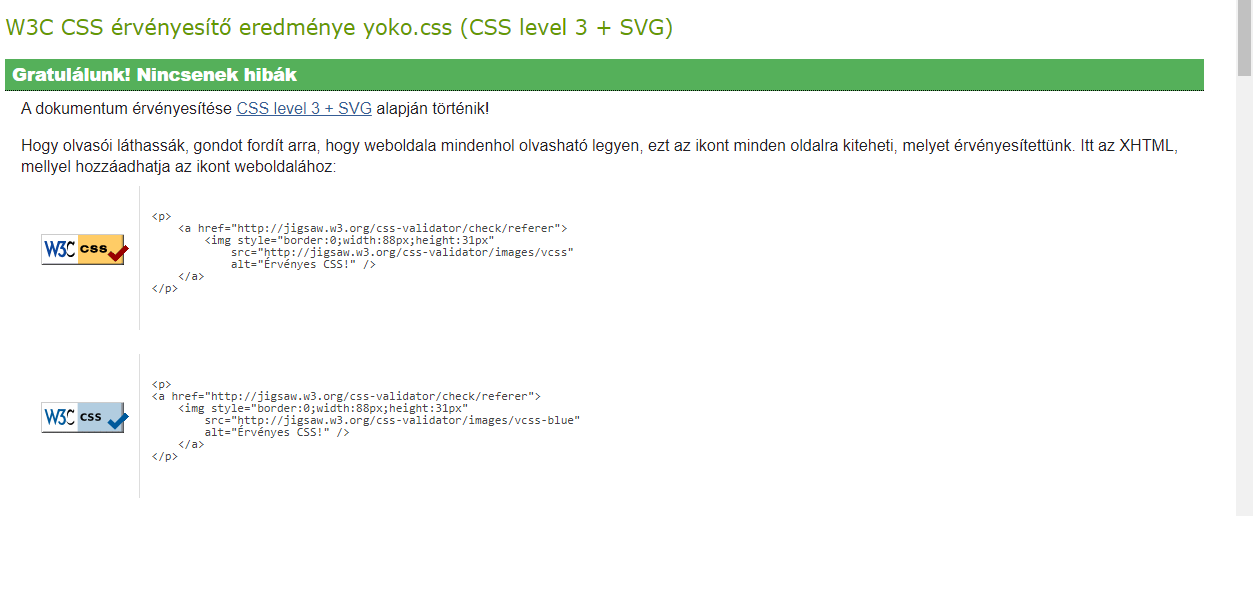 W3C CSS érvényesítő eredménye yoko.css (CSS level 3 + SVG)
Gratulálunk! Nincsenek hibák
A dokumentum érvényesítése CSS level 3 + SVG alapján történik!
Hogy olvasói láthassák, gondot fordít arra, hogy weboldala mindenhol olvasható legyen, ezt az ikont minden oldalra kiteheti, melyet érvényesítettünk. Itt az XHTML,
mellyel hozzáadhatja az ikont weboldalához:
W3C css
<p>
<a href="http://jigsaw.w3.org/css-validator/check/referer">
<img style="border:0;width:88px;height:31px"
src="http://jigsaw.w3.org/css-validator/images/vcss"
alt="Érvényes CSS!" />
</a>
</p>
W3C css
<p>
<a href="http://jigsaw.w3.org/css-validator/check/referer">
<img style="border:0;width:88px;height:31px"
src="http://jigsaw.w3.org/css-validator/images/vcss-blue"
alt="Érvényes CSS!" />
</a>
</p>